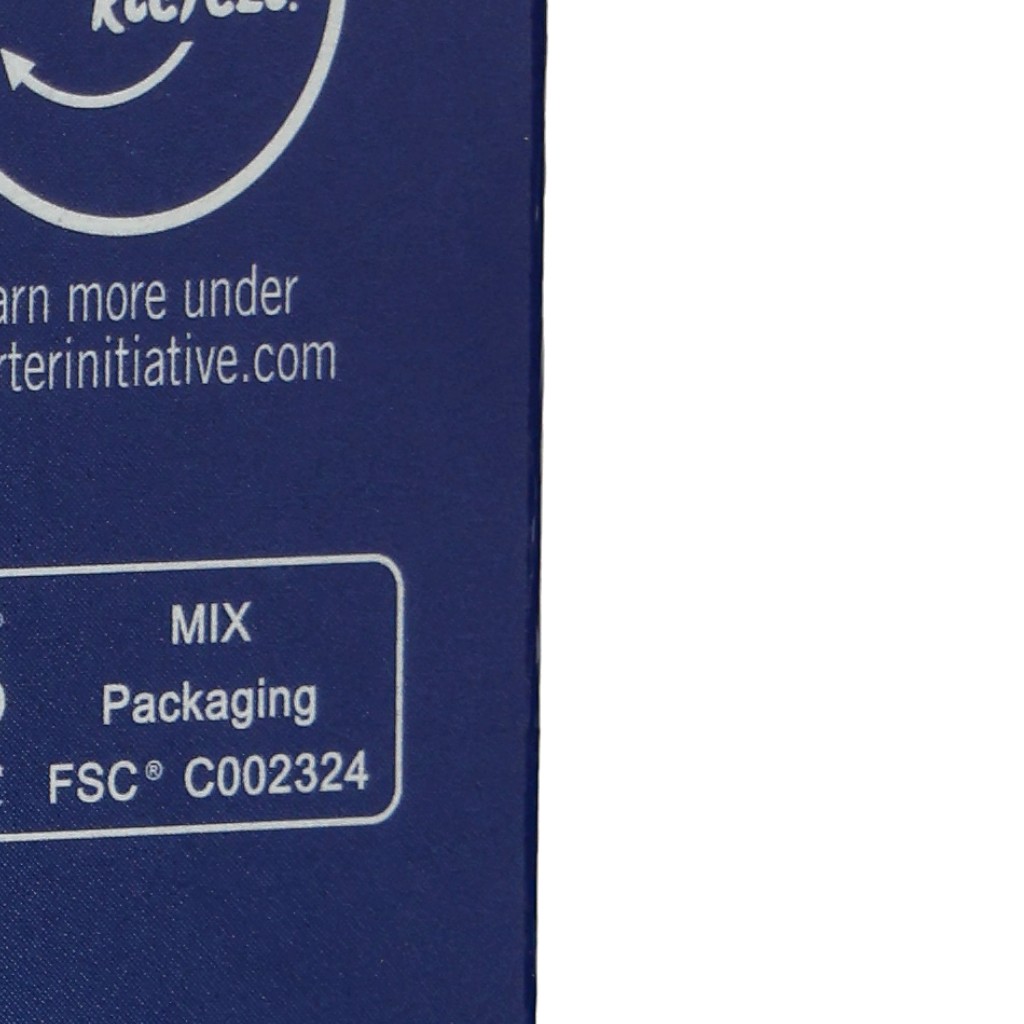 arn more under
rterinitiative.com
MIX
Packaging
FSC® C002324